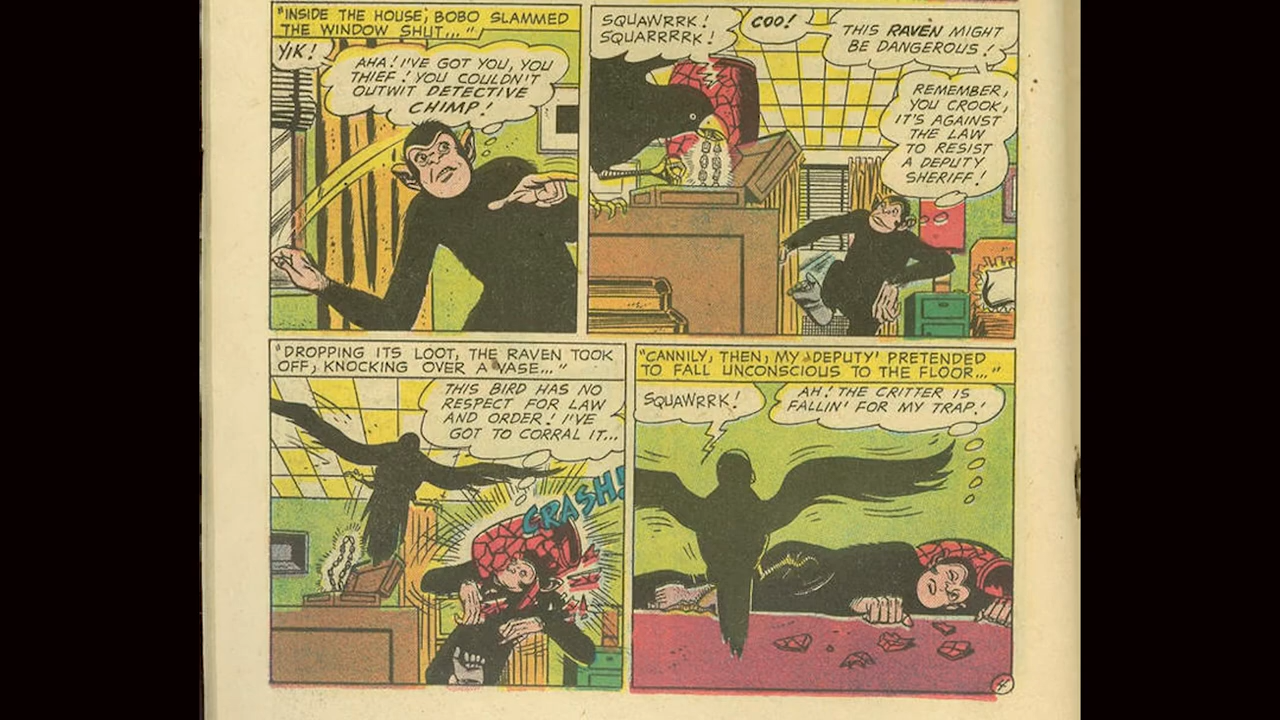 "INSIDE THE HOUSE, BOBO SLAMMED
THE WINDOW SHUT..."
YIK!
AHA! I'VE GOT YOU, YOU
THIEF! YOU COULDN'T
OUTWIT DETECTIVE
CHIMP!
SQUAWRRK!
SQUARRRRK!
COO!
THIS RAVEN MIGHT
BE DANGEROUS!
REMEMBER,
YOU CROOK,
IT'S AGAINST
THE LAW
TO RESIST
A DEPUTY
SHERIFF!
"DROPPING ITS LOOT, THE RAVEN TOOK
OFF, KNOCKING OVER A VASE..."
THIS BIRD HAS NO
RESPECT FOR LAW
AND ORDER! I'VE
GOT TO CORRAL IT...
CRASH!
"CANNILY, THEN, MY 'DEPUTY' PRETENDED
TO FALL UNCONSCIOUS TO THE FLOOR..."
SQUAWRRK!
AH! THE CRITTER IS
FALLIN' FOR MY TRAP!
4